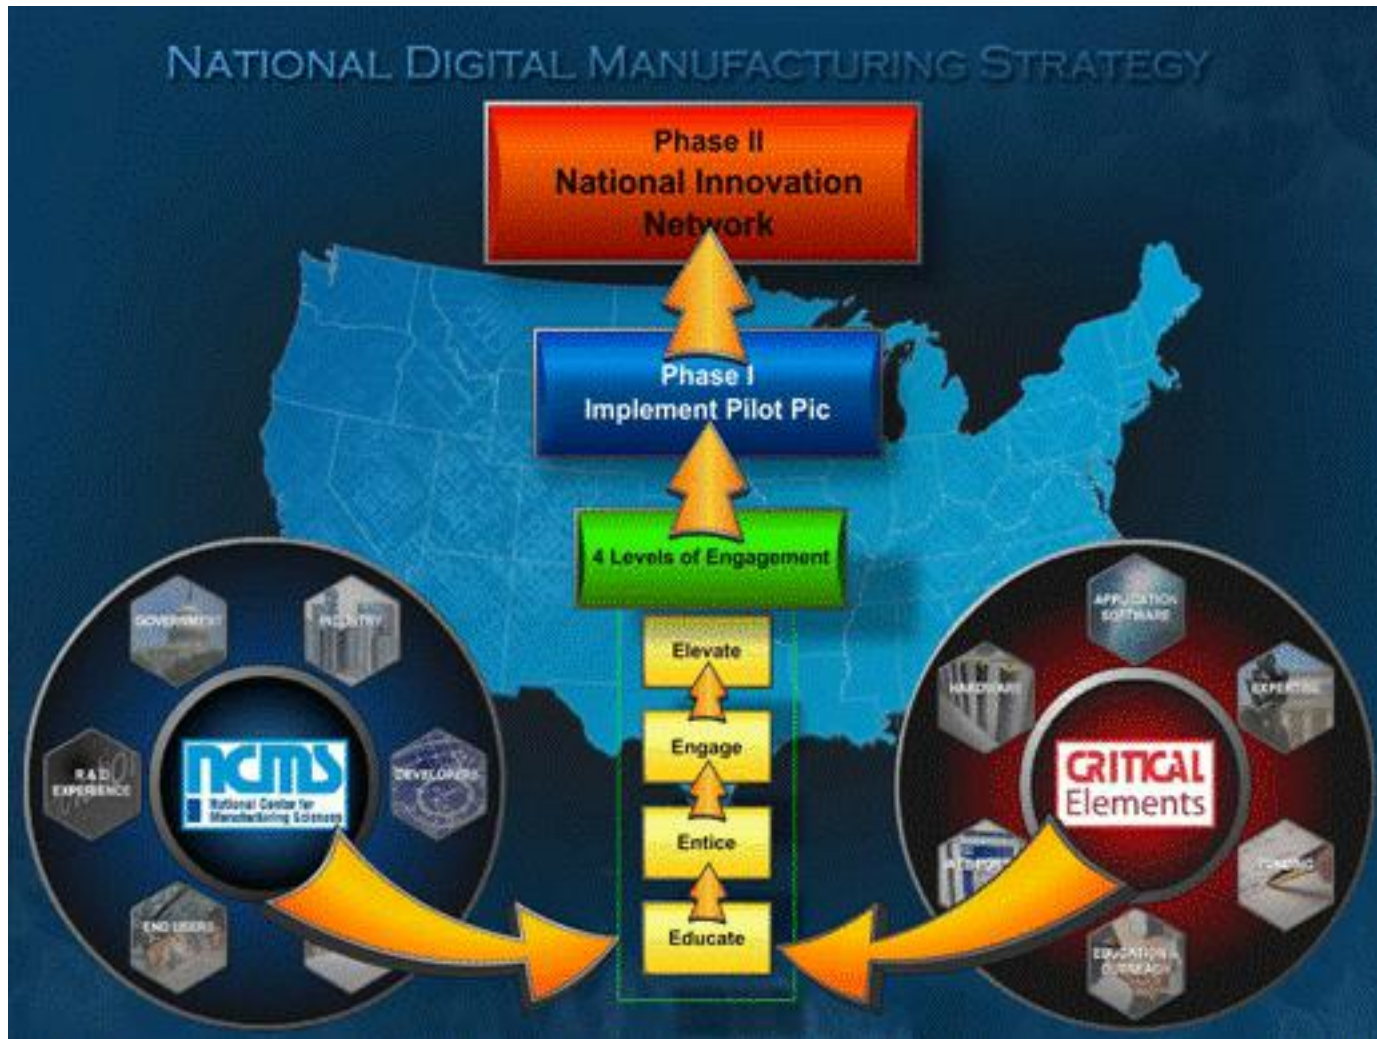 NATIONAL DIGITAL MANUFACTURING STRATEGY
Phase II
National Innovation
Network
Phase I
Implement Pilot Pic
4 Levels of Engagement
Elevate
Engage
Entice
Educate
GOVERNMENT
INDUSTRY
R & D
EXPERIENCE
DEVELOPERS
END USERS
ncms
National Center for
Manufacturing Sciences
APPLICATION
SOFTWARE
HARDWARE
EXPERTISE
CRITICAL
Elements
FUNDING
EDUCATION &
OUTREACH